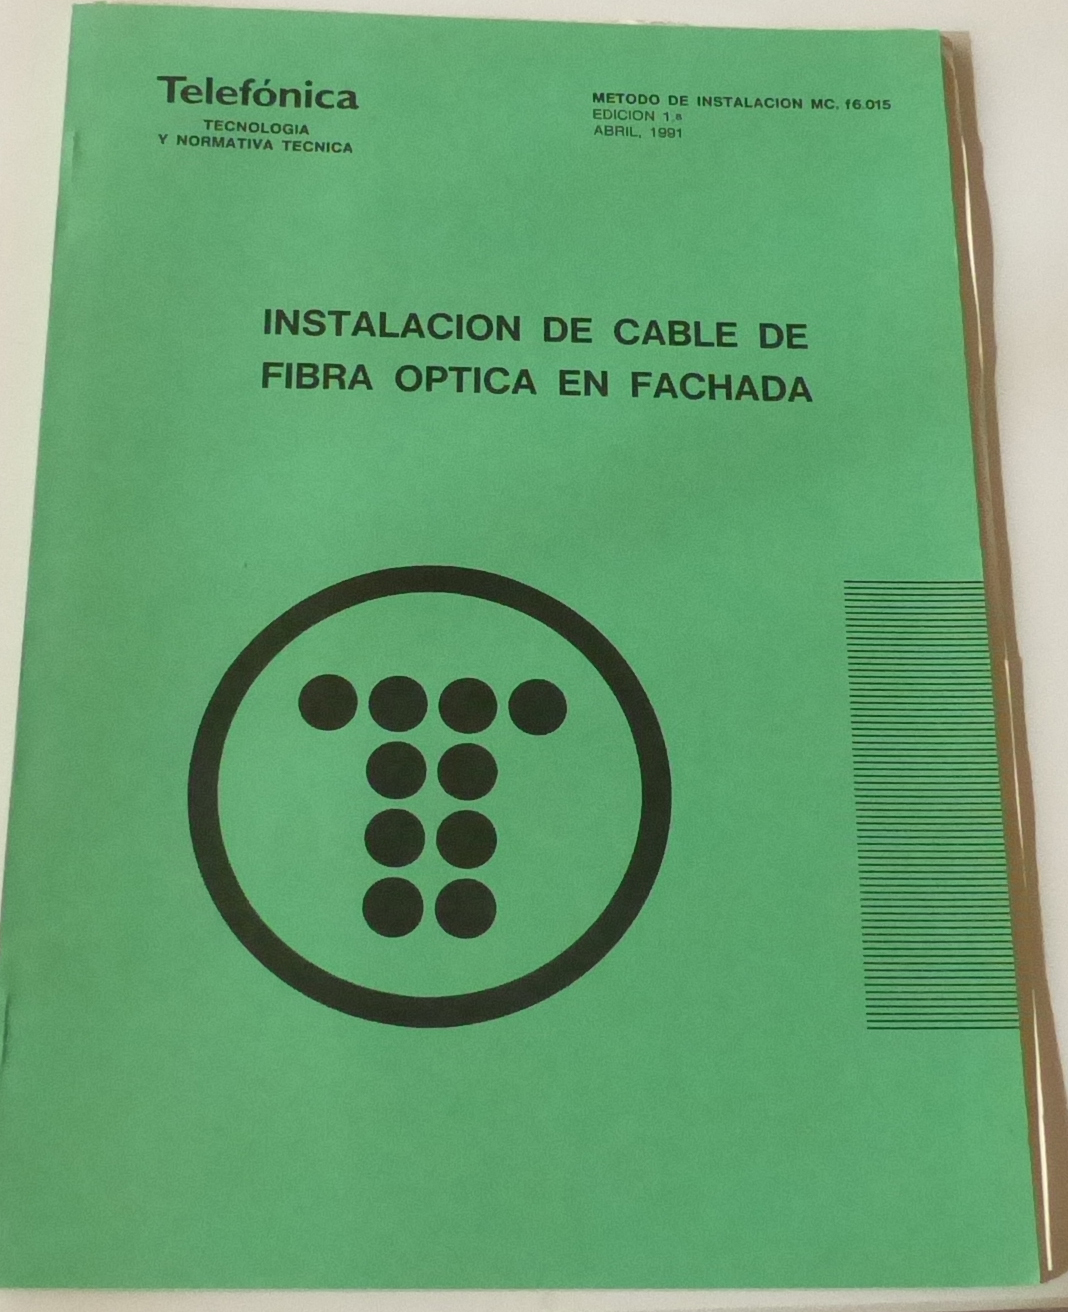 Telefónica
TECNOLOGIA
Y NORMATIVA TECNICA
METODO DE INSTALACION MC. f6.015
EDICION 1.ª
ABRIL, 1991
INSTALACION DE CABLE DE
FIBRA OPTICA EN FACHADA